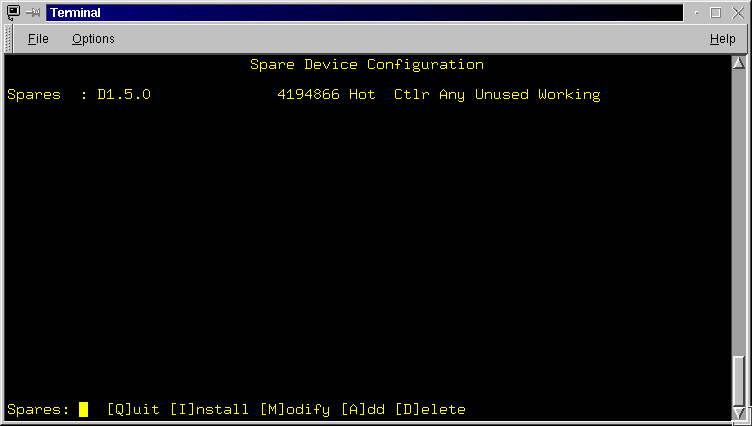 Terminal
File Options Help
Spare Device Configuration
Spares : D1.5.0 4194866 Hot Ctlr Any Unused Working
Spares: [Q]uit [I]nstall [M]odify [A]dd [D]elete